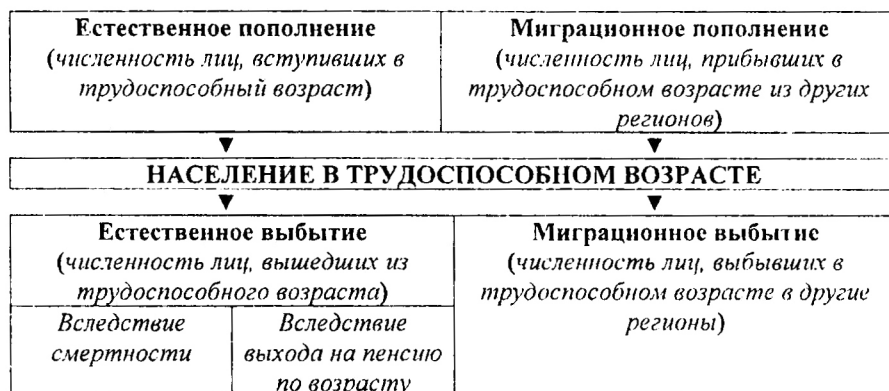 Естественное пополнение
(численность лиц, вступивших в
трудоспособный возраст)
Миграционное пополнение
(численность лиц, прибывших в
трудоспособном возрасте из других
регионов)
НАСЕЛЕНИЕ В ТРУДОСПОСОБНОМ ВОЗРАСТЕ
Естественное выбытие
(численность лиц, вышедших из
трудоспособного возраста)
Миграционное выбытие
(численность лиц, выбывших в
трудоспособном возрасте в другие
регионы)
Вследствие
смертности
Вследствие
выхода на пенсию
по возрасту